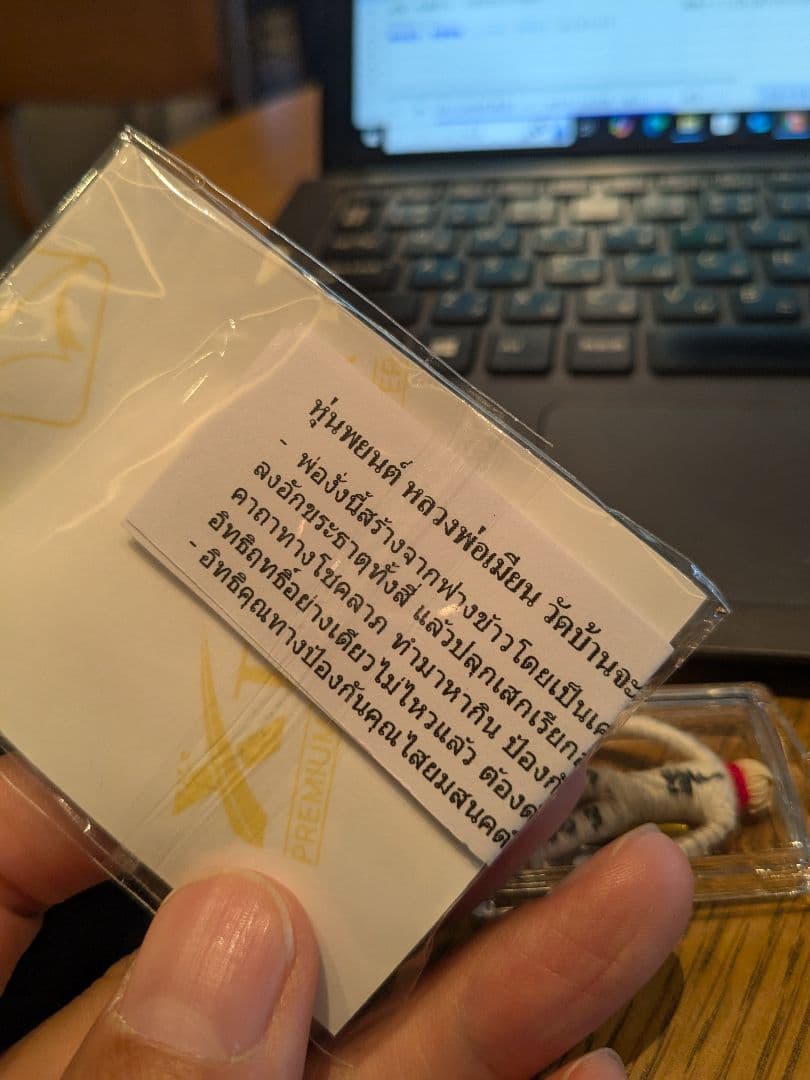 หุ่นพยนต์ หลวงพ่อเมียน วัดบ้านจะ
- พ่องั่งนี้สร้างจากฟางข้าวโดยเป็นเค
ลงอักขระธาตุทั้งสี่ แล้วปลุกเสกเรียก
คาถาทางโชคลาภ ทำมาหากิน ป้องกั
อิทธิฤทธิ์อย่างเดียวไม่ไหวแล้ว ต้องต
- อิทธิคุณทางป้องกันคุณไสยมสนคต
PREMIUM